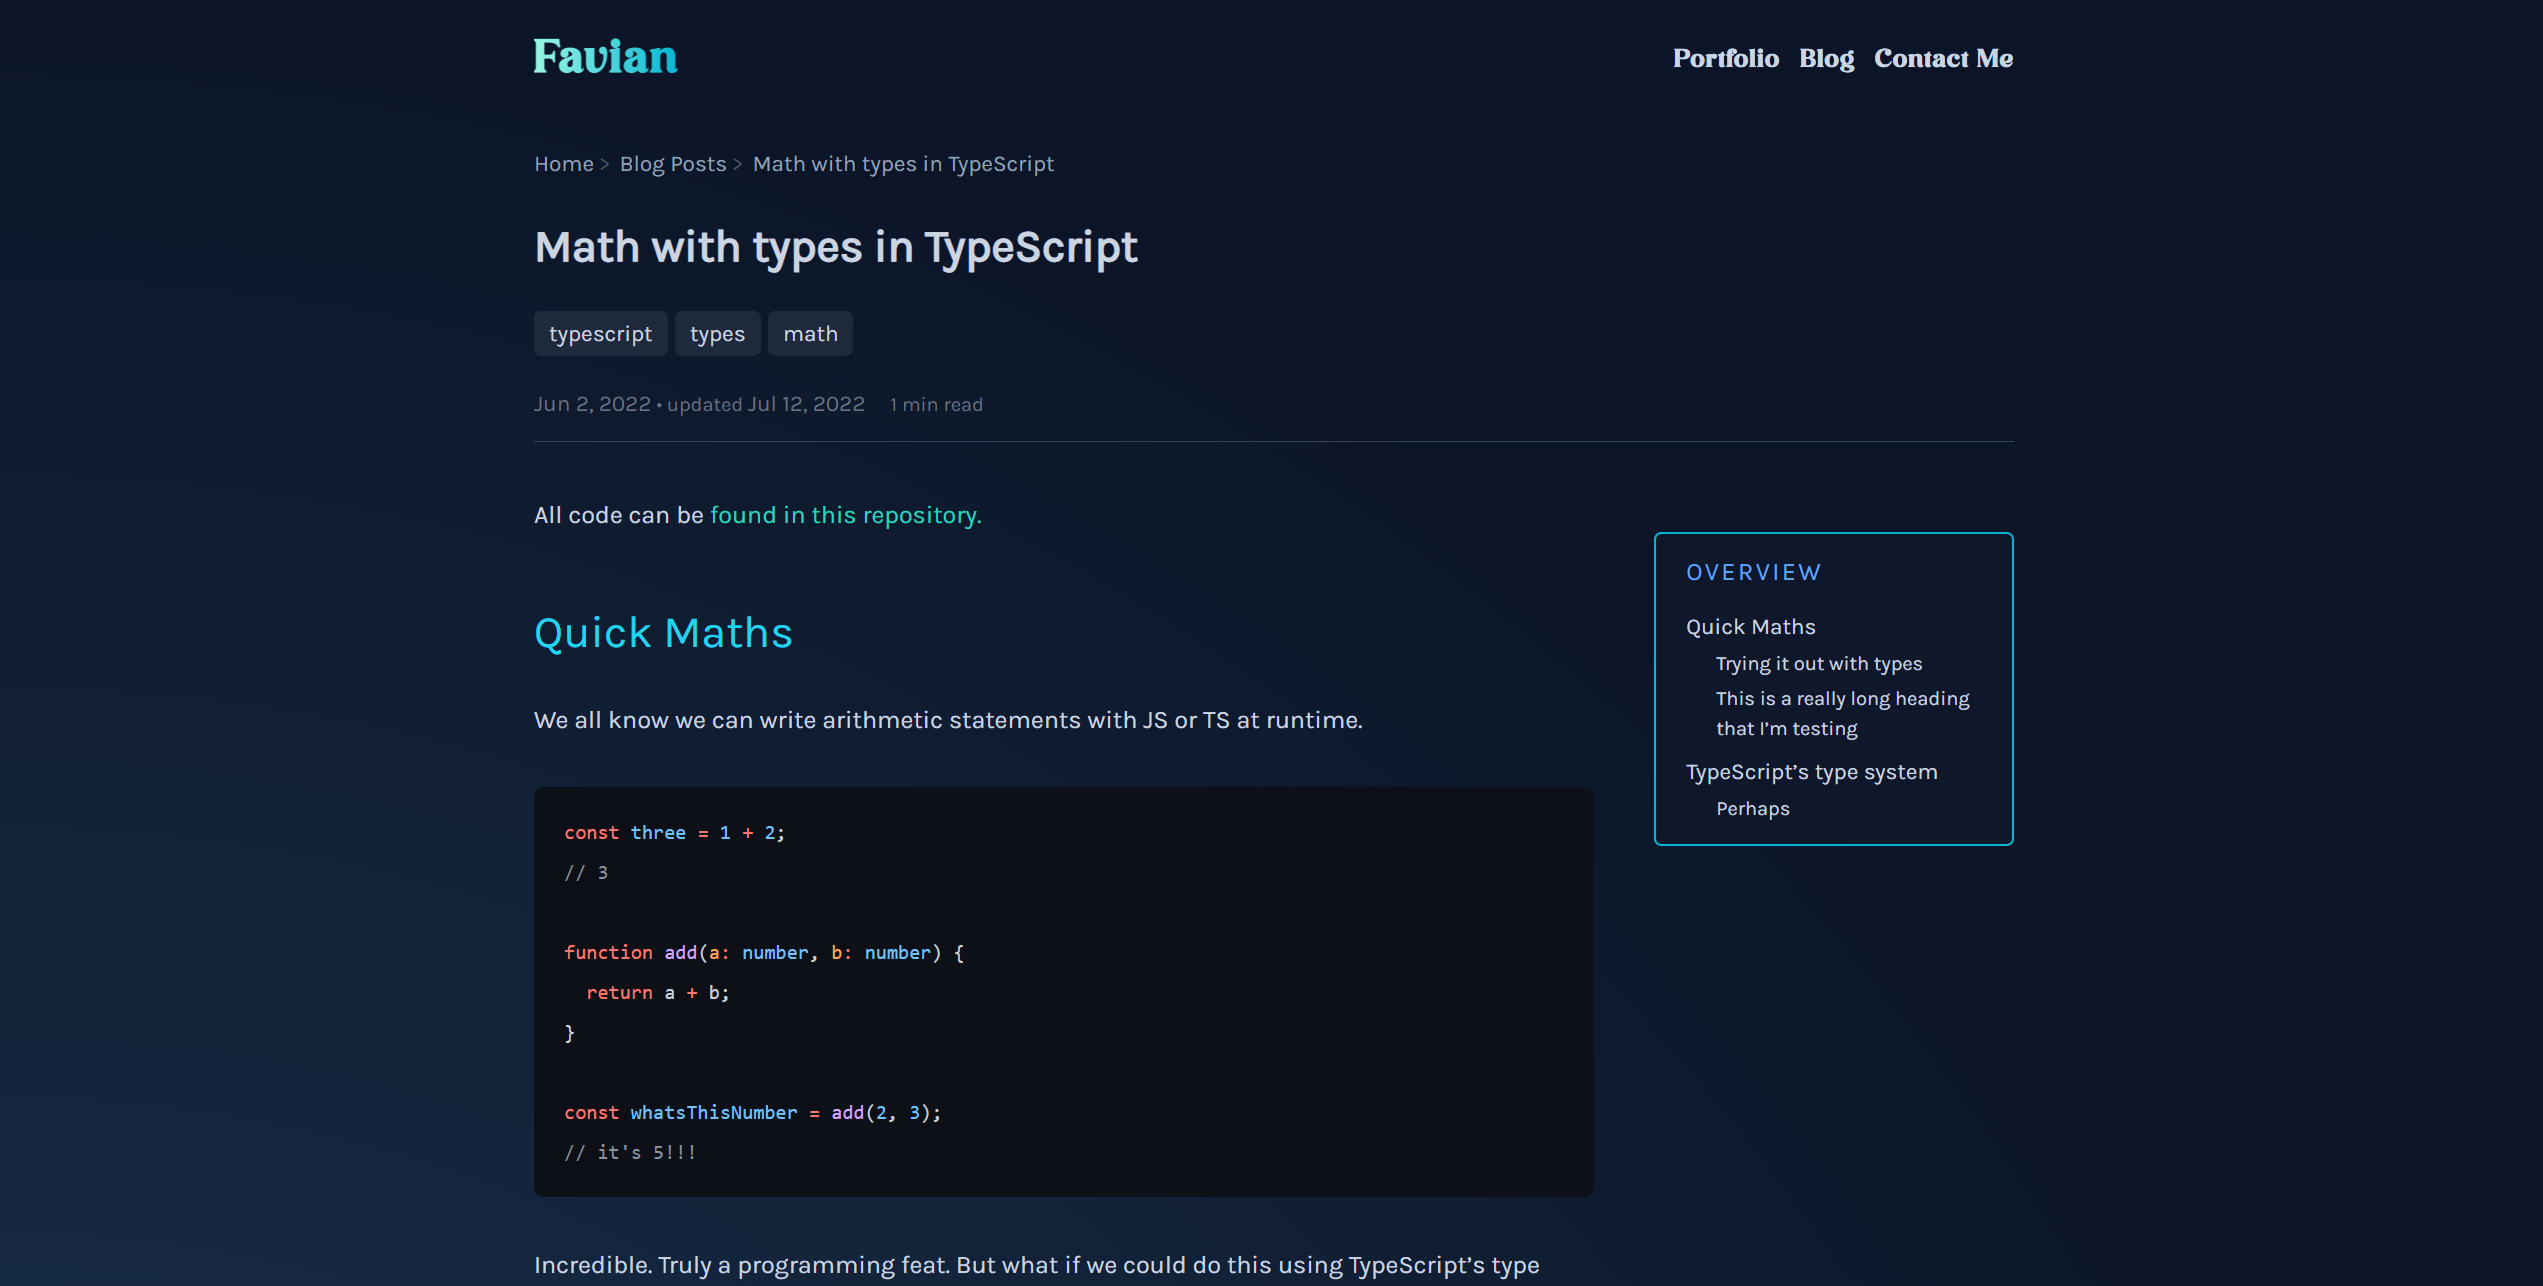 Favian
Portfolio Blog Contact Me
Home > Blog Posts > Math with types in TypeScript
Math with types in TypeScript
typescript types math
Jun 2, 2022 • updated Jul 12, 2022 1 min read
All code can be found in this repository.
Quick Maths
We all know we can write arithmetic statements with JS or TS at runtime.
const three = 1 + 2;
// 3
function add(a: number, b: number) {
  return a + b;
}
const whatsThisNumber = add(2, 3);
// it's 5!!!
Incredible. Truly a programming feat. But what if we could do this using TypeScript’s type
OVERVIEW
Quick Maths
Trying it out with types
This is a really long heading
that I’m testing
TypeScript’s type system
Perhaps